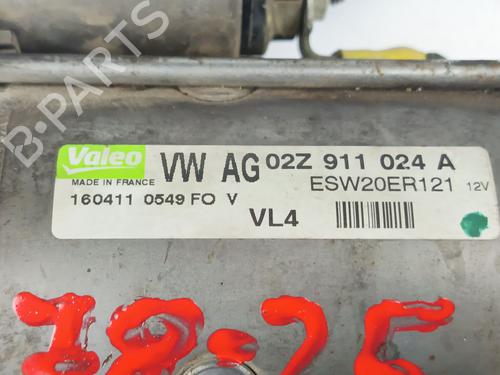 B-PARTS
Valeo VW AG 02Z 911 024 A
MADE IN FRANCE ESW20ER121 12V
160411 0549 FO V
VL4